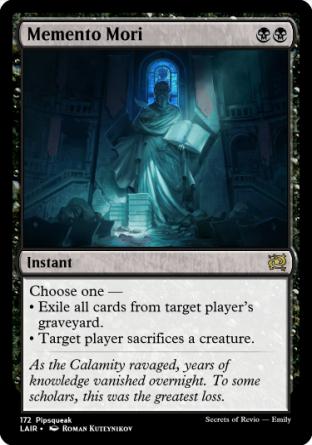 Memento Mori
Instant
Choose one —
• Exile all cards from target player's
graveyard.
• Target player sacrifices a creature.
As the Calamity ravaged, years of
knowledge vanished overnight. To some
scholars, this was the greatest loss.
172 Pipsqueak
Secrets of Revio — Emily
LAIR • Roman Kuteynikov